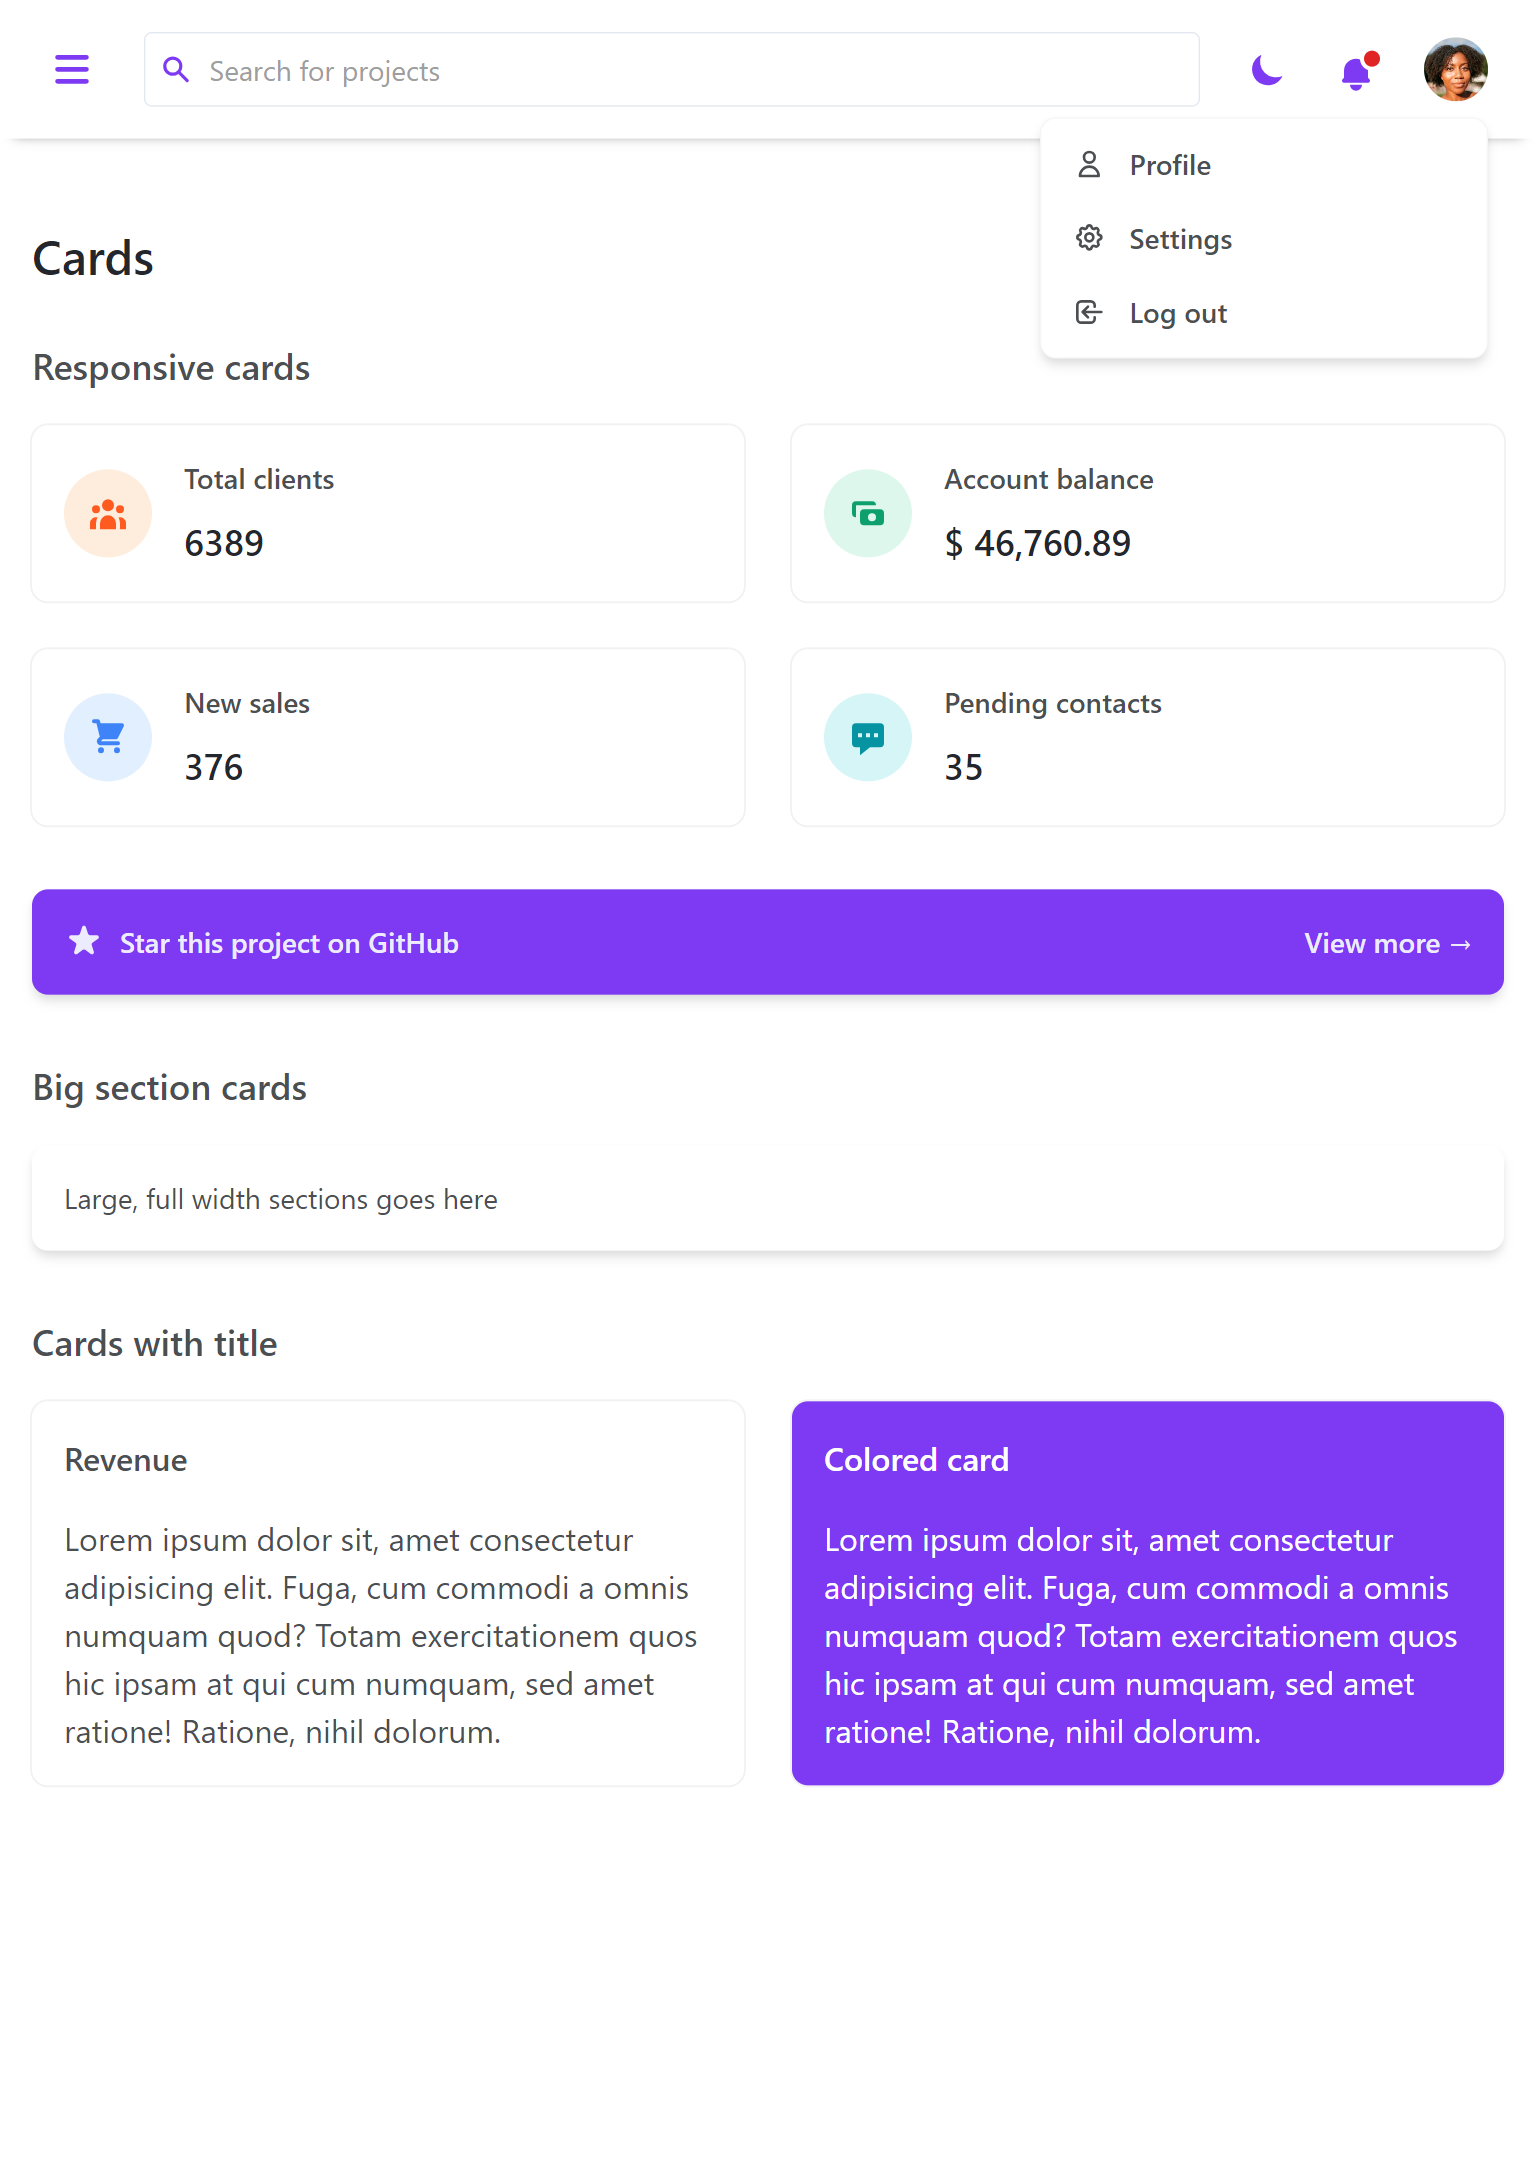 Search for projects
Profile
Settings
Log out
Cards
Responsive cards
Total clients
6389
Account balance
$ 46,760.89
New sales
376
Pending contacts
35
Star this project on GitHub
View more →
Big section cards
Large, full width sections goes here
Cards with title
Revenue
Lorem ipsum dolor sit, amet consectetur
adipisicing elit. Fuga, cum commodi a omnis
numquam quod? Totam exercitationem quos
hic ipsam at qui cum numquam, sed amet
ratione! Ratione, nihil dolorum.
Colored card
Lorem ipsum dolor sit, amet consectetur
adipisicing elit. Fuga, cum commodi a omnis
numquam quod? Totam exercitationem quos
hic ipsam at qui cum numquam, sed amet
ratione! Ratione, nihil dolorum.